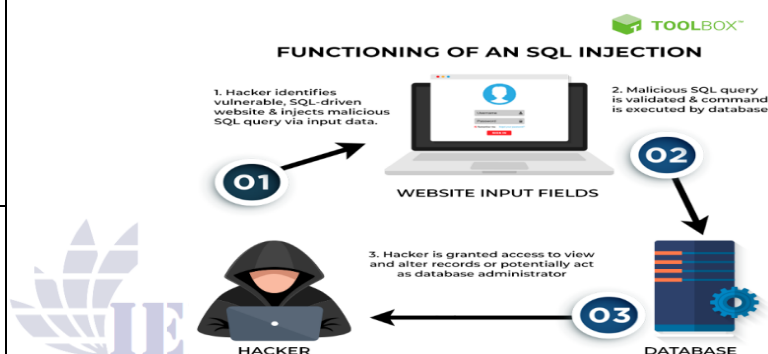 TOOLBOX™
FUNCTIONING OF AN SQL INJECTION
1. Hacker identifies
vulnerable, SQL-driven
website & injects malicious
SQL query via input data.
2. Malicious SQL query
is validated & command
is executed by database
01
02
WEBSITE INPUT FIELDS
3. Hacker is granted access to view
and alter records or potentially act
as database administrator
03
IE
HACKER
DATABASE